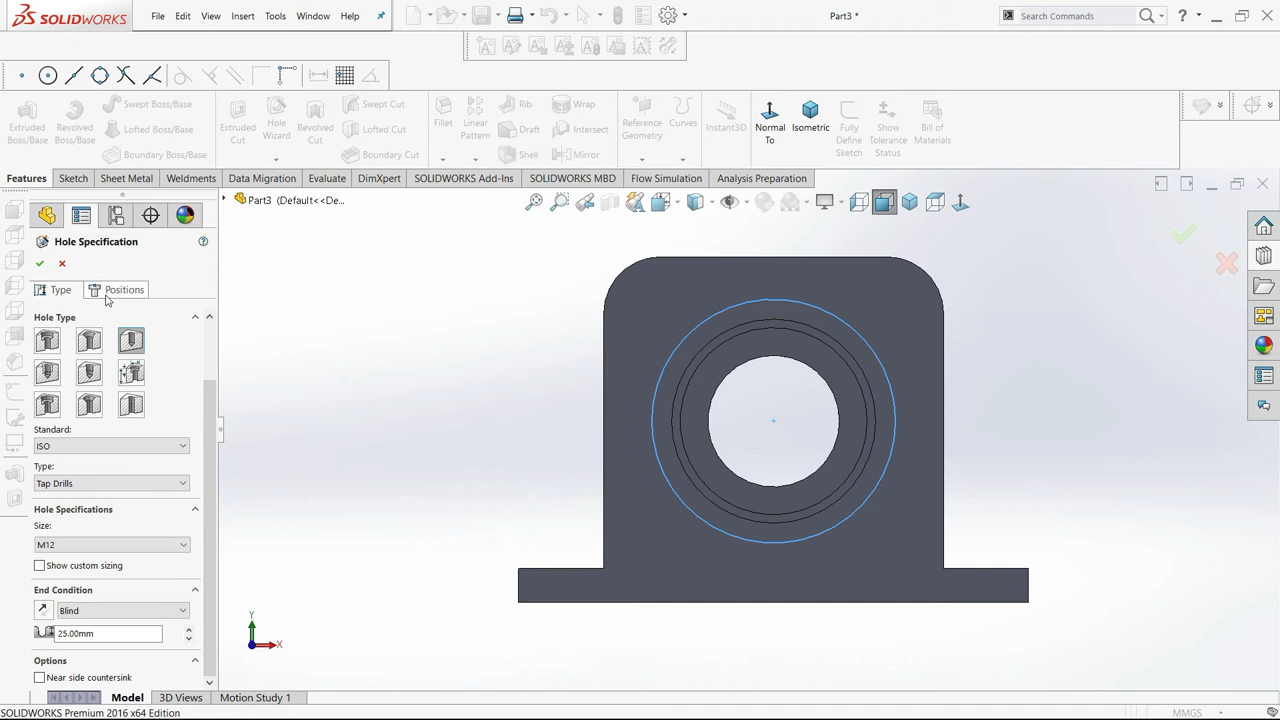 SOLIDWORKS File Edit View Insert Tools Window Help Part3 * Search Commands ?
Extruded Boss/Base
Revolved Boss/Base
Swept Boss/Base
Lofted Boss/Base
Boundary Boss/Base
Extruded Cut
Hole Wizard
Revolved Cut
Swept Cut
Lofted Cut
Boundary Cut
Fillet
Linear Pattern
Rib
Draft
Shell
Wrap
Intersect
Mirror
Reference Geometry
Curves
Instant3D
Normal To
Isometric
Fully Define Sketch
Show Tolerance Status
Bill of Materials
Features Sketch Sheet Metal Weldments Data Migration Evaluate DimXpert SOLIDWORKS Add-Ins SOLIDWORKS MBD Flow Simulation Analysis Preparation
Part3 (Default<<De...
Hole Specification
Type Positions
Hole Type
Standard:
ISO
Type:
Tap Drills
Hole Specifications
Size:
M12
Show custom sizing
End Condition
Blind
25.00mm
Options
Near side countersink
Y
X
Model 3D Views Motion Study 1
SOLIDWORKS Premium 2016 x64 Edition MMGS